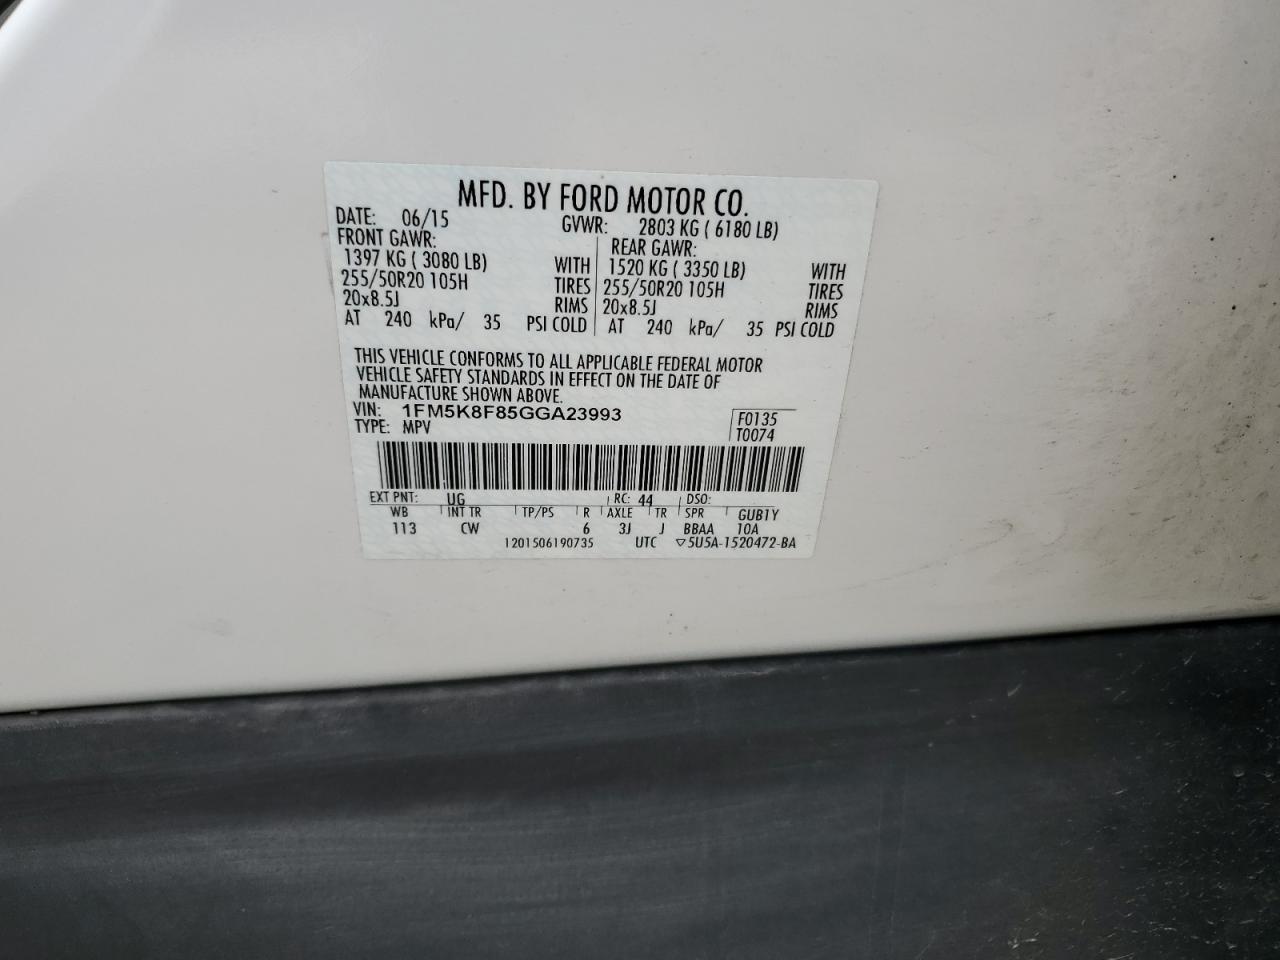 MFD. BY FORD MOTOR CO.
DATE: 06/15 GVWR: 2803 KG ( 6180 LB)
FRONT GAWR: REAR GAWR:
1397 KG ( 3080 LB) WITH 1520 KG ( 3350 LB) WITH
255/50R20 105H TIRES 255/50R20 105H TIRES
20x8.5J RIMS 20x8.5J RIMS
AT 240 kPa/ 35 PSI COLD AT 240 kPa/ 35 PSI COLD
THIS VEHICLE CONFORMS TO ALL APPLICABLE FEDERAL MOTOR
VEHICLE SAFETY STANDARDS IN EFFECT ON THE DATE OF
MANUFACTURE SHOWN ABOVE.
VIN: 1FM5K8F85GGA23993 F0135
TYPE: MPV T0074
EXT PNT: UG RC: 44 DSO:
WB INT TR TP/PS R AXLE TR SPR GUB1Y
113 CW 6 3J J BBAA 10A
1201506190735 UTC ▽5U5A-1520472-BA